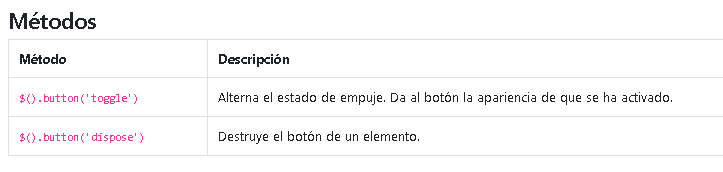 Métodos
Método Descripción
$().button('toggle') Alterna el estado de empuje. Da al botón la apariencia de que se ha activado.
$().button('dispose') Destruye el botón de un elemento.